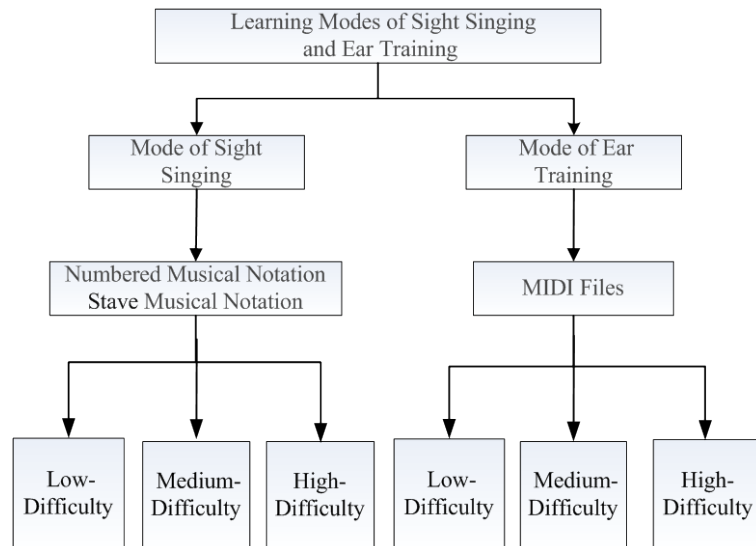 Learning Modes of Sight Singing
and Ear Training
Mode of Sight
Singing
Mode of Ear
Training
Numbered Musical Notation
Stave Musical Notation
MIDI Files
Low-
Difficulty
Medium-
Difficulty
High-
Difficulty
Low-
Difficulty
Medium-
Difficulty
High-
Difficulty